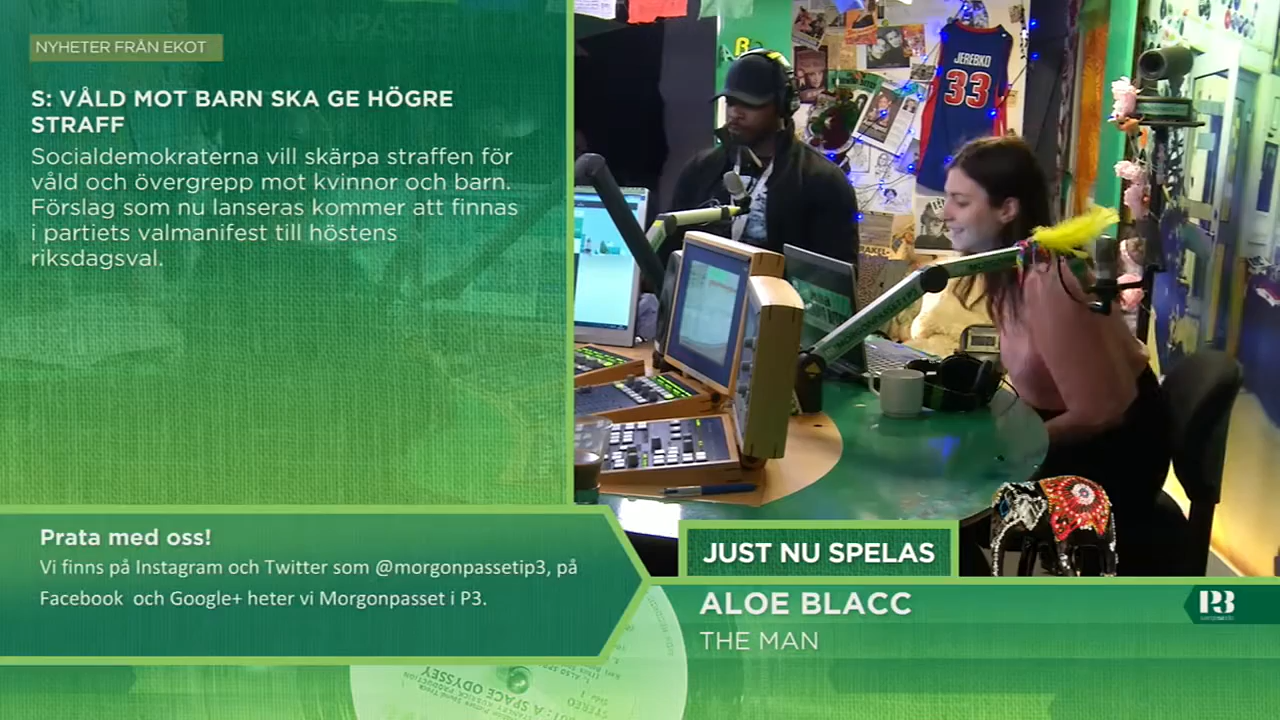 NYHETER FRÅN EKOT
S: VÅLD MOT BARN SKA GE HÖGRE
STRAFF
Socialdemokraterna vill skärpa straffen för
våld och övergrepp mot kvinnor och barn.
Förslag som nu lanseras kommer att finnas
i partiets valmanifest till höstens
riksdagsval.
JEREBKO
33
Prata med oss!
Vi finns på Instagram och Twitter som @morgonpassetip3, på
Facebook och Google+ heter vi Morgonpasset i P3.
JUST NU SPELAS
ALOE BLACC
THE MAN
P3
A SPACE ODYSSEY
STEREO